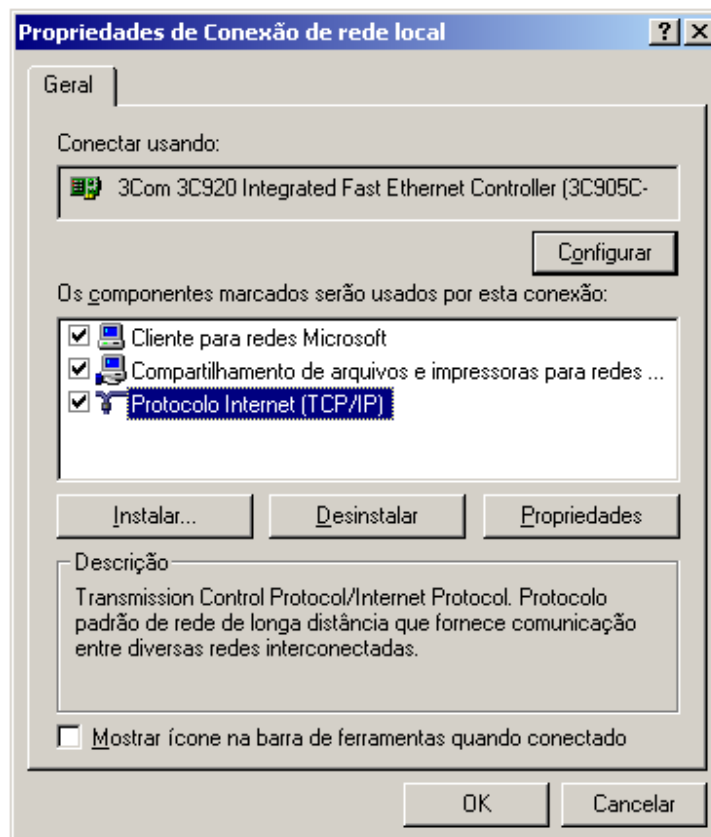 Propriedades de Conexão de rede local
Geral
Conectar usando:
3Com 3C920 Integrated Fast Ethernet Controller (3C905C-
Configurar
Os componentes marcados serão usados por esta conexão:
Cliente para redes Microsoft
Compartilhamento de arquivos e impressoras para redes ...
Protocolo Internet (TCP/IP)
Instalar... Desinstalar Propriedades
Descrição
Transmission Control Protocol/Internet Protocol. Protocolo
padrão de rede de longa distância que fornece comunicação
entre diversas redes interconectadas.
Mostrar ícone na barra de ferramentas quando conectado
OK Cancelar